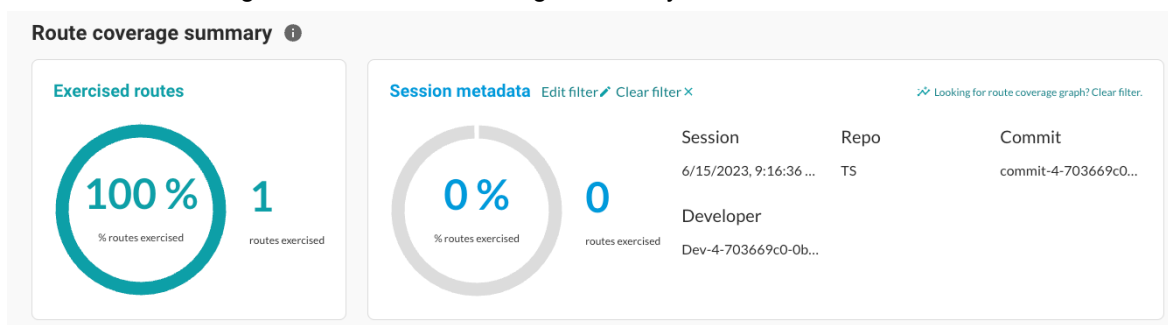 Route coverage summary
Exercised routes
100 %
% routes exercised
1
routes exercised
Session metadata Edit filter Clear filter ×
Looking for route coverage graph? Clear filter.
0 %
% routes exercised
0
routes exercised
Session Repo Commit
6/15/2023, 9:16:36 ... TS commit-4-703669c0...
Developer
Dev-4-703669c0-0b...